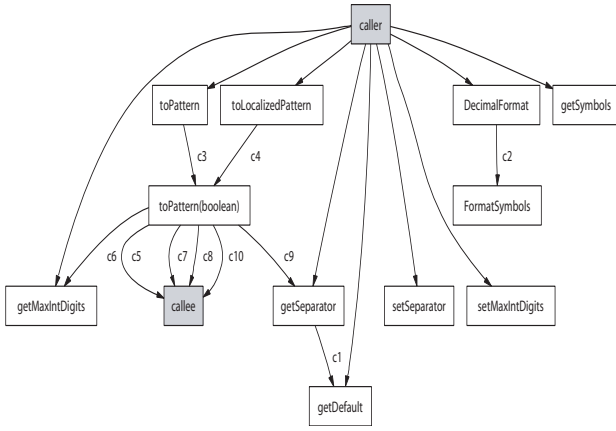 caller
toPattern
toLocalizedPattern
DecimalFormat
getSymbols
c3
c4
c2
toPattern(boolean)
FormatSymbols
c6
c5
c7
c8
c10
c9
getMaxIntDigits
callee
getSeparator
setSeparator
setMaxIntDigits
c1
getDefault